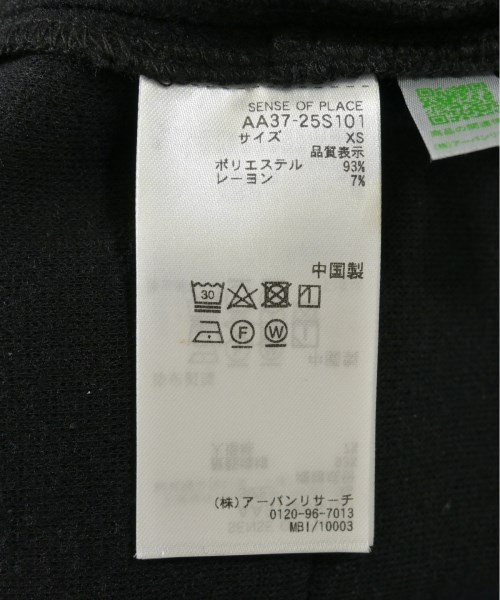 SENSE OF PLACE
AA37-25S101
サイズ XS
品質表示
ポリエステル 93%
レーヨン 7%
中国製
30
F W
(株)アーバンリサーチ
0120-96-7013
MBI/10003